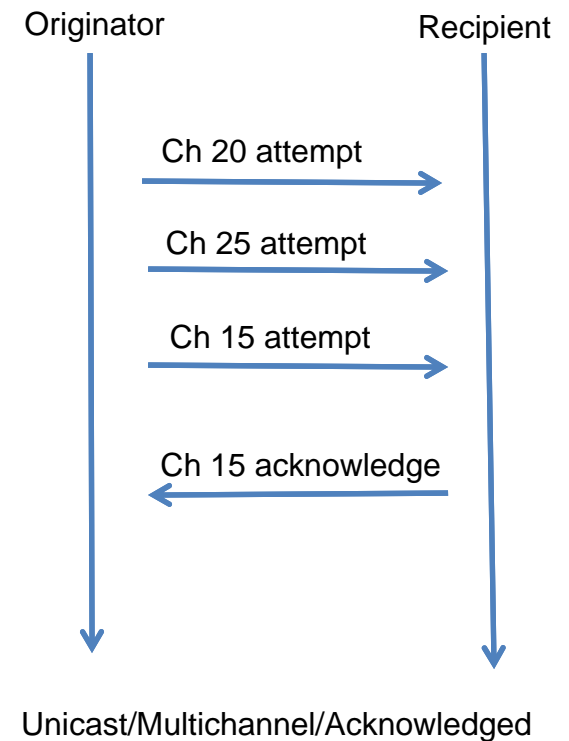 Originator
Recipient
Ch 20 attempt
Ch 25 attempt
Ch 15 attempt
Ch 15 acknowledge
Unicast/Multichannel/Acknowledged